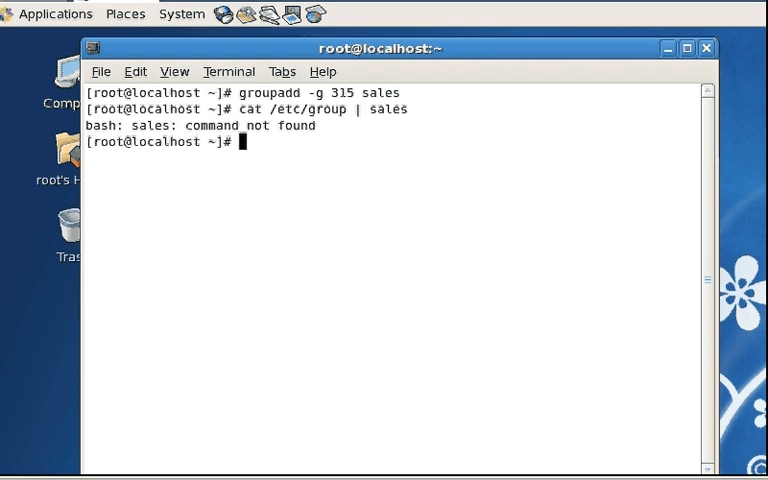 Applications Places System
root@localhost:~
File Edit View Terminal Tabs Help
[root@localhost ~]# groupadd -g 315 sales
[root@localhost ~]# cat /etc/group | sales
bash: sales: command not found
[root@localhost ~]#
Comp
root's H
Tras